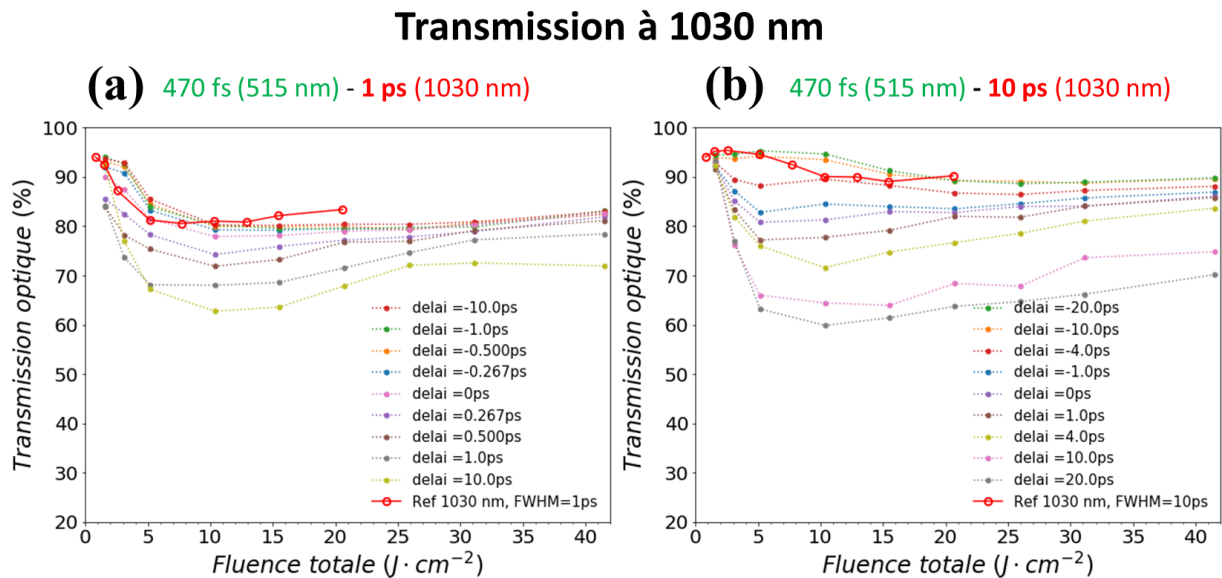 Transmission à 1030 nm
(a) 470 fs (515 nm) - 1 ps (1030 nm)
Transmission optique (%)
100
90
80
70
60
50
40
30
20
0 5 10 15 20 25 30 35 40
Fluence totale (J · cm⁻²)
delai =-10.0ps
delai =-1.0ps
delai =-0.500ps
delai =-0.267ps
delai =0ps
delai =0.267ps
delai =0.500ps
delai =1.0ps
delai =10.0ps
Ref 1030 nm, FWHM=1ps
(b) 470 fs (515 nm) - 10 ps (1030 nm)
Transmission optique (%)
100
90
80
70
60
50
40
30
20
0 5 10 15 20 25 30 35 40
Fluence totale (J · cm⁻²)
delai =-20.0ps
delai =-10.0ps
delai =-4.0ps
delai =-1.0ps
delai =0ps
delai =1.0ps
delai =4.0ps
delai =10.0ps
delai =20.0ps
Ref 1030 nm, FWHM=10ps